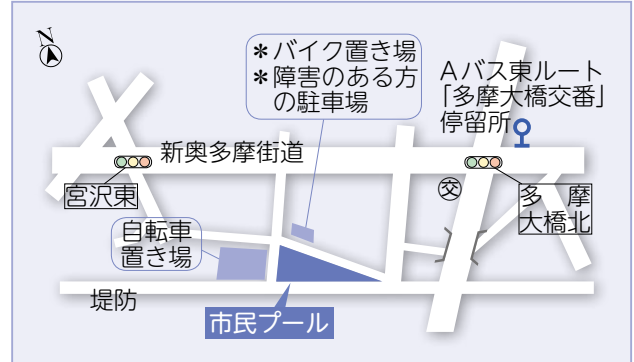 N
＊バイク置き場
＊障害のある方
の駐車場
Aバス東ルート
「多摩大橋交番」
停留所
新奥多摩街道
宮沢東
交
多摩
大橋北
自転車
置き場
堤防
市民プール